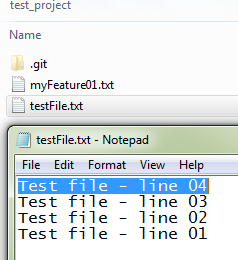 test_project
Name
.git
myFeature01.txt
testFile.txt
testFile.txt - Notepad
File Edit Format View Help
Test file - line 04
Test file - line 03
Test file - line 02
Test file - line 01